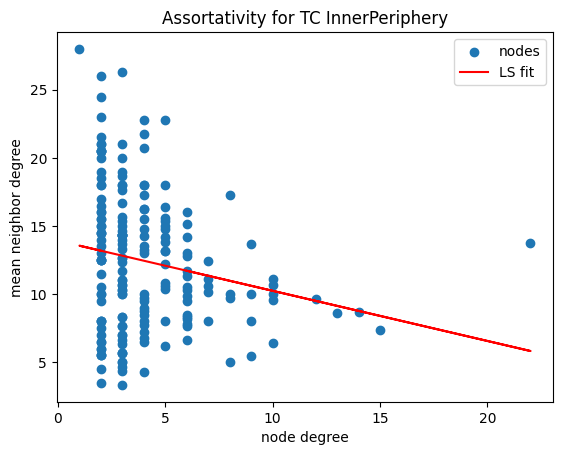 Assortativity for TC InnerPeriphery
nodes
LS fit
mean neighbor degree
25
20
15
10
5
0
5
10
15
20
node degree